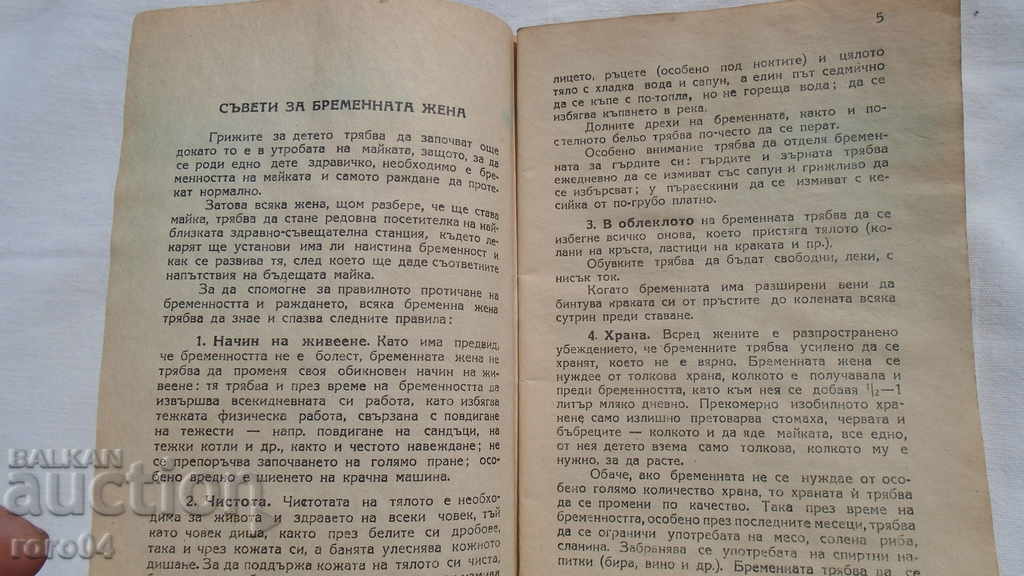 СЪВЕТИ ЗА БРЕМЕННАТА ЖЕНА
Грижите за детето трябва да започват още
докато то е в утробата на майката, защото, за да
се роди едно дете здравичко, необходимо е бре-
менността на майката и самото раждане да проте-
кат нормално.
Затова всяка жена, щом разбере, че ще става
майка, трябва да стане редовна посетителка на най-
близката здравно-съвещателна станция, където ле-
карят ще установи има ли наистина бременност и
как се развива тя, след което ще даде съответните
напътствия на бъдещата майка.
За да спомогне за правилното протичане на
бременността и раждането, всяка бременна жена
трябва да знае и спазва следните правила:
1. Начин на живеене. Като има предвид,
че бременността не е болест, бременната жена не
трябва да променя своя обикновен начин на жи-
веене: тя трябва и през време на бременността да
извършва всекидневната си работа, като избягва
тежката физическа работа, свързана с повдигане
на тежести — напр. повдигане на сандъци, на
тежки котли и др., както и честото навеждане; не
се препоръчва започването на голямо пране; осо-
бено вредно е шиенето на крачна машина.
2. Чистота. Чистотата на тялото е необхо-
дима за живота и здравето на всеки човек, тъй
като човек диша, както през белите си дробове,
така и чрез кожата си, а банята улеснява кожното
дишане. За да поддържа кожата на тялото си чиста,
5
лицето, ръцете (особено под ноктите) и цялото
тяло с хладка вода и сапун, а един път седмично
да се къпе с по-топла, но не гореща вода; да се
избягва къпането в река.
Долните дрехи на бременната, както и по-
стелното бельо трябва по-често да се перат.
Особено внимание трябва да отделя бремен-
ната за гърдите си: гърдите и зърната трябва
ежедневно да се измиват със сапун и грижливо да
се избърсват; у първескини да се измиват с ке-
сийка от по-грубо платно.
3. В облеклото на бременната трябва да се
избегне всичко онова, което пристяга тялото (ко-
лани на кръста, ластици на краката и пр.).
Обувките трябва да бъдат свободни, леки, с
нисък ток.
Когато бременната има разширени вени да
бинтува краката си от пръстите до колената всяка
сутрин преди ставане.
4. Храна. Всред жените е разпространено
убеждението, че бременните трябва усилено да се
хранят, което не е вярно. Бременната жена се
нуждае от толкова храна, колкото е получавала и
преди бременността, като към нея се добавя 1/2—1
литър мляко дневно. Прекомерно изобилното хра-
нене само излишно претоварва стомаха, червата и
бъбреците — колкото и да яде майката, все едно,
от нея детето взема само толкова, колкото му е
нужно, за да расте.
Обаче, ако бременната не се нуждае от осо-
бено голямо количество храна, то храната ѝ трябва
да се промени по качество. Така през време на
бременността, особено през последните месеци, трябва
да се ограничи употребата на месо, солена риба,
сланина. Забранява се употребата на спиртни на-
питки (бира, вино и др.). Бременната трябва да се
BALKAN
auction
roro04